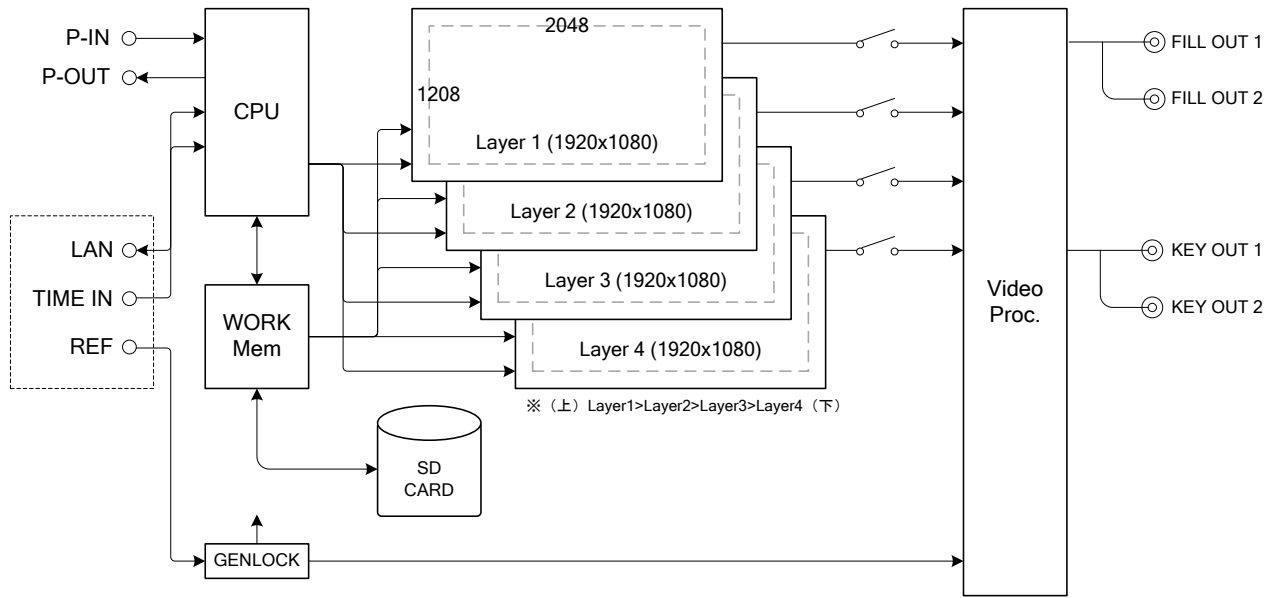 P-IN
P-OUT
CPU
LAN
TIME IN
REF
WORK
Mem
SD
CARD
GENLOCK
2048
1208
Layer 1 (1920x1080)
Layer 2 (1920x1080)
Layer 3 (1920x1080)
Layer 4 (1920x1080)
※（上）Layer1>Layer2>Layer3>Layer4（下）
Video
Proc.
FILL OUT 1
FILL OUT 2
KEY OUT 1
KEY OUT 2